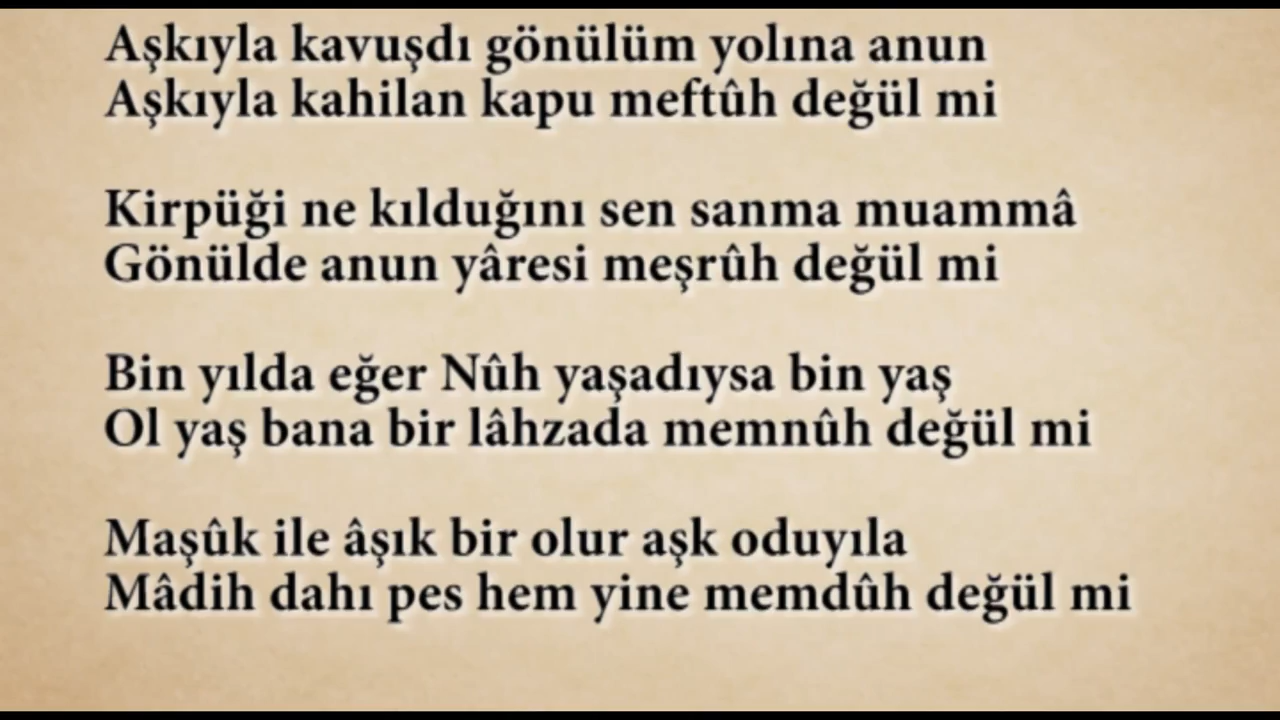 Aşkıyla kavuşdı gönülüm yolına anun
Aşkıyla kahilan kapu meftûh değül mi
Kirpüği ne kılduğını sen sanma muammâ
Gönülde anun yâresi meşrûh değül mi
Bin yılda eğer Nûh yaşadıysa bin yaş
Ol yaş bana bir lâhzada memnûh değül mi
Maşûk ile âşık bir olur aşk oduyıla
Mâdih dahı pes hem yine memdûh değül mi